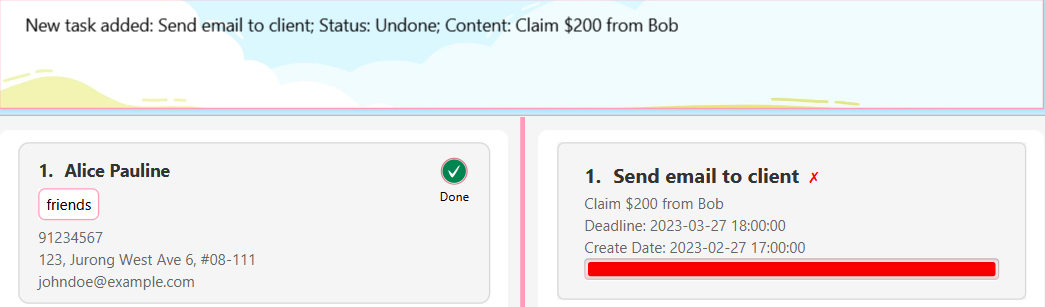 New task added: Send email to client; Status: Undone; Content: Claim $200 from Bob
1. Alice Pauline
Done
friends
91234567
123, Jurong West Ave 6, #08-111
johndoe@example.com
1. Send email to client ✗
Claim $200 from Bob
Deadline: 2023-03-27 18:00:00
Create Date: 2023-02-27 17:00:00